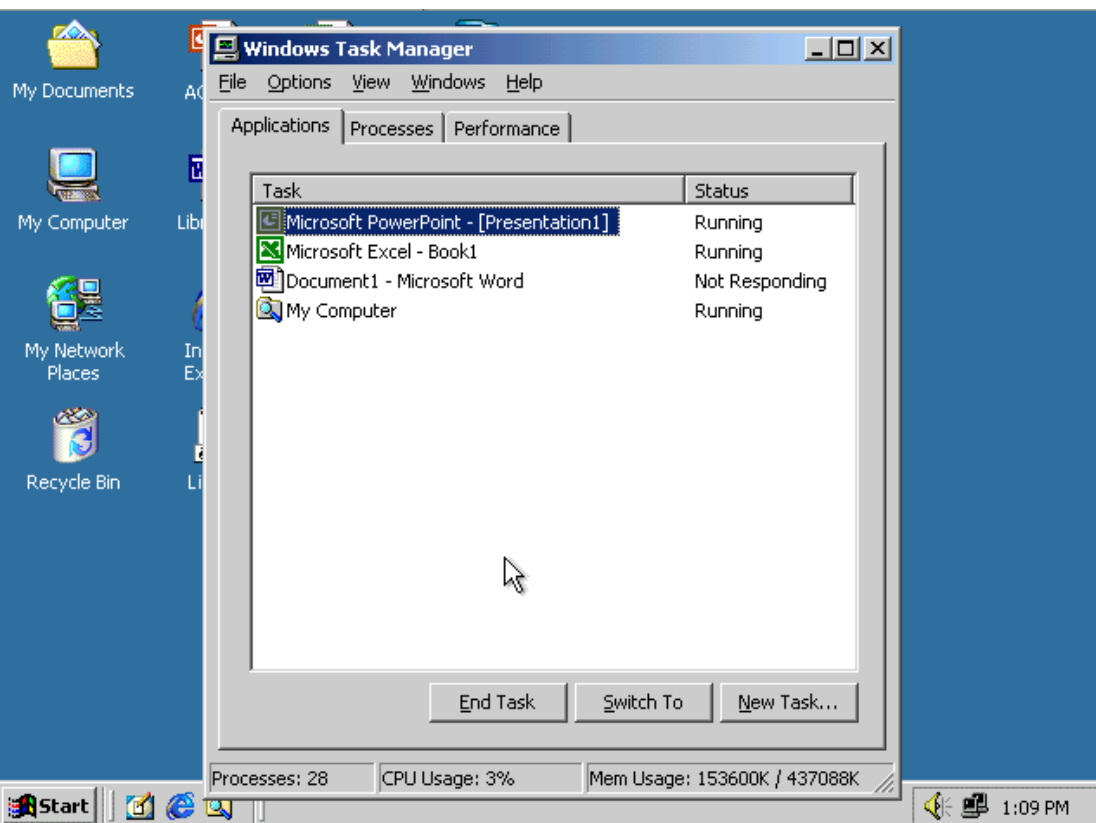 Windows Task Manager
File Options View Windows Help
Applications Processes Performance
Task Status
Microsoft PowerPoint - [Presentation1] Running
Microsoft Excel - Book1 Running
Document1 - Microsoft Word Not Responding
My Computer Running
End Task Switch To New Task...
Processes: 28 CPU Usage: 3% Mem Usage: 153600K / 437088K
My Documents
My Computer
My Network
Places
Recycle Bin
Start
1:09 PM